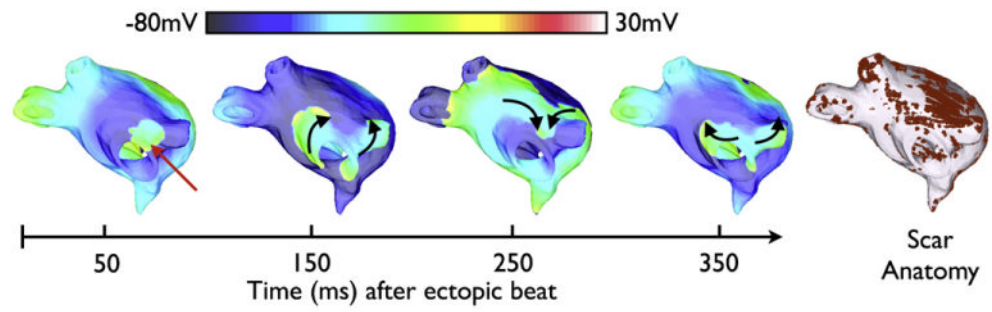 -80mV 30mV
50 150 250 350
Time (ms) after ectopic beat
Scar
Anatomy